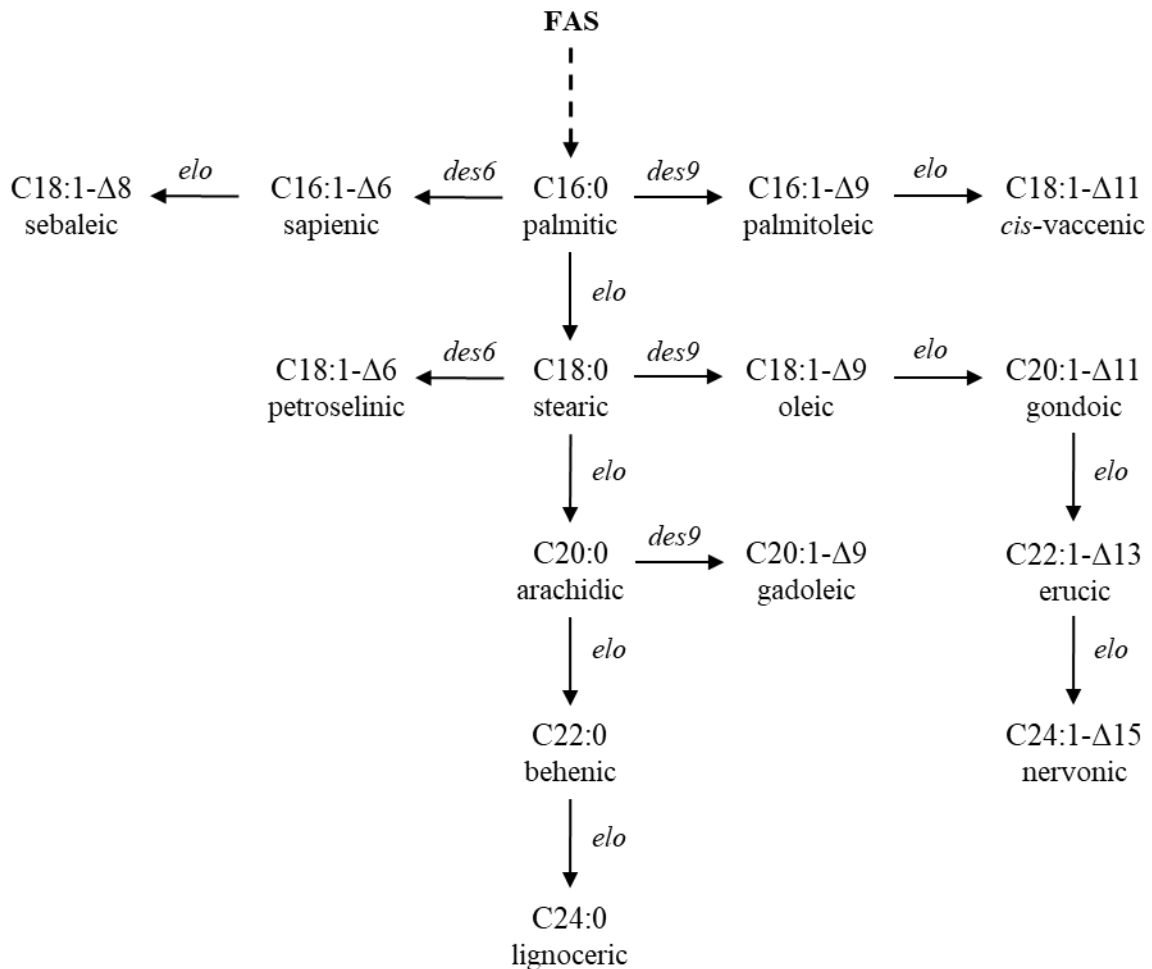 FAS
elo des6 des9 elo
C18:1-Δ8 C16:1-Δ6 C16:0 C16:1-Δ9 C18:1-Δ11
sebaleic sapienic palmitic palmitoleic cis-vaccenic
elo
des6 des9 elo
C18:1-Δ6 C18:0 C18:1-Δ9 C20:1-Δ11
petroselinic stearic oleic gondoic
elo elo
des9
C20:0 C20:1-Δ9 C22:1-Δ13
arachidic gadoleic erucic
elo elo
C22:0 C24:1-Δ15
behenic nervonic
elo
C24:0
lignoceric